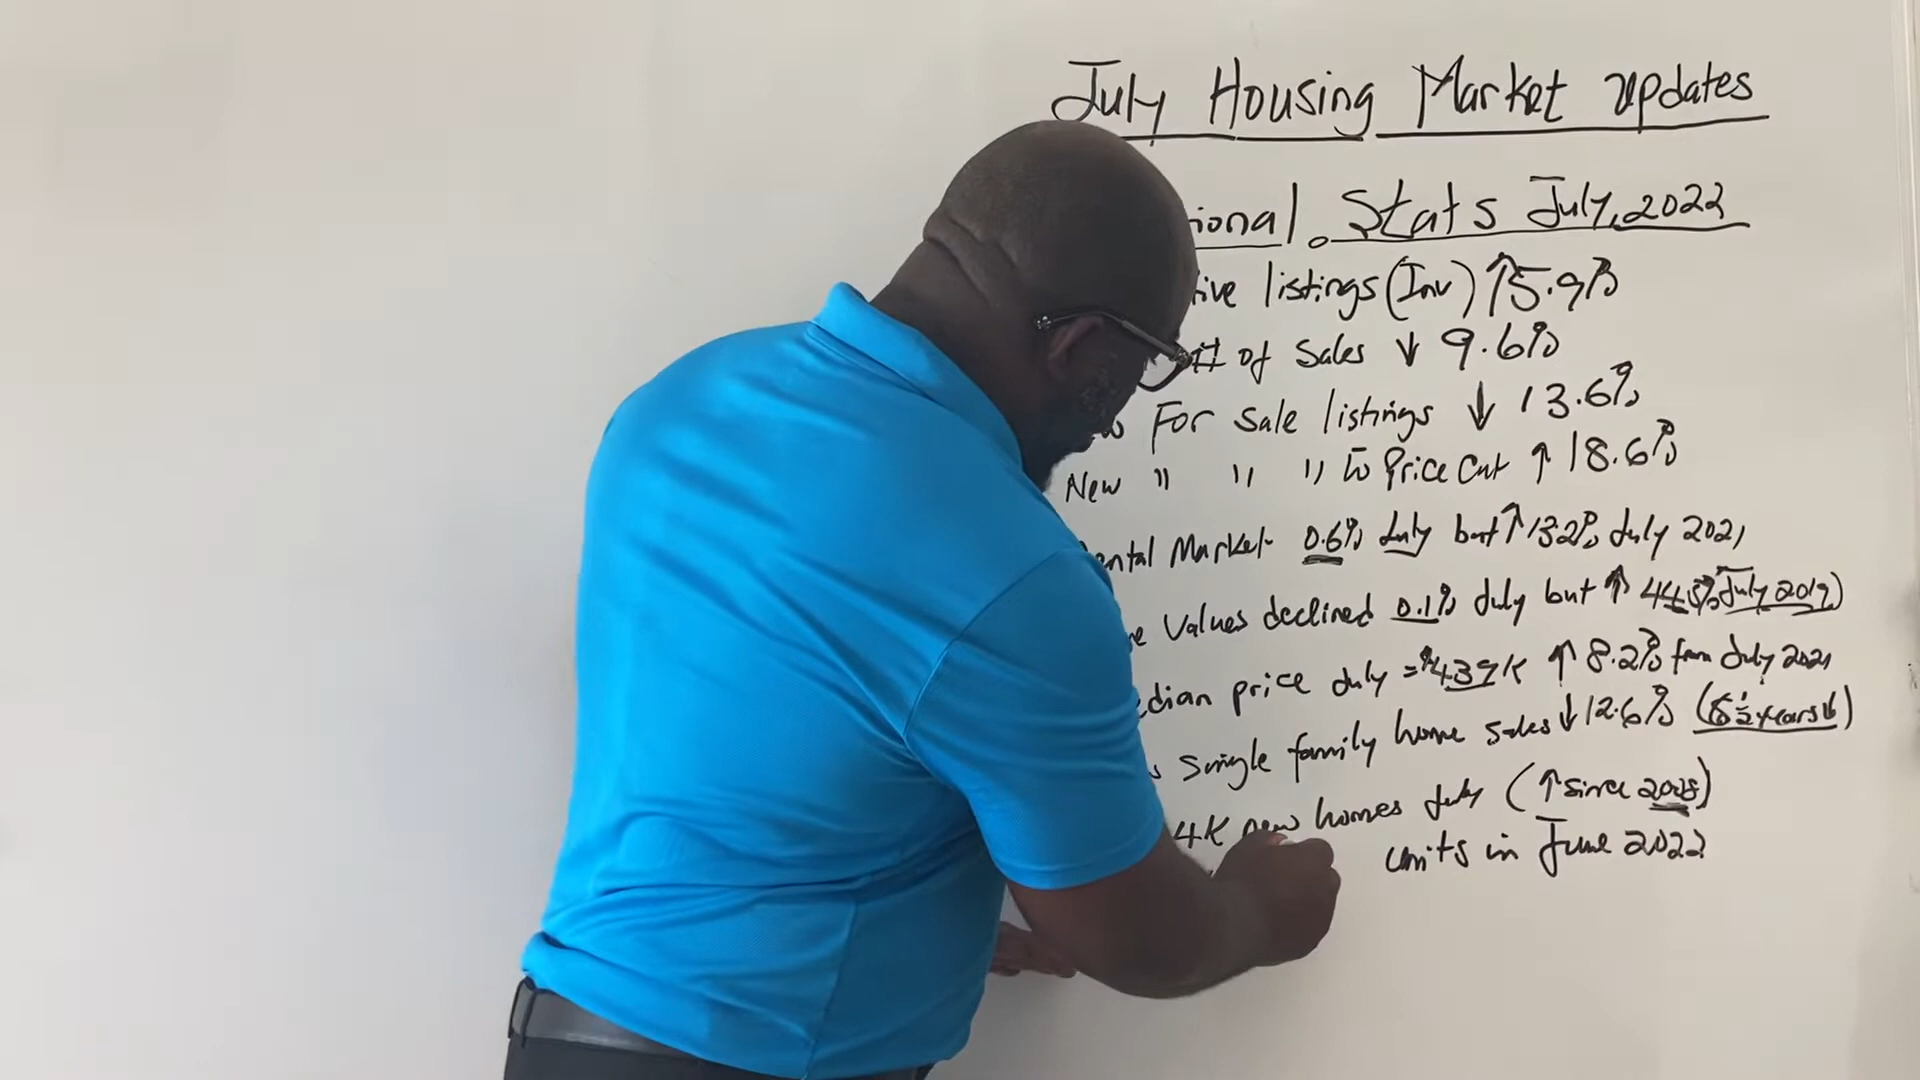 July Housing Market updates
ional. Stats July, 2022
ive listings (Inv) ↑ 5.9%
# of Sales ↓ 9.6%
For Sale listings ↓ 13.6%
New " " " w Price Cut ↑ 18.6%
ental Market 0.6% July but ↑ 13.2% July 2021
e Values declined 0.1% July but ↑ 44.5% July 2019)
dian price July = $439K ↑ 8.2% from July 2021
s Single family home Sales ↓ 12.6% (6½ years ↓)
4K new homes July (↑ since 2008)
units in June 2022